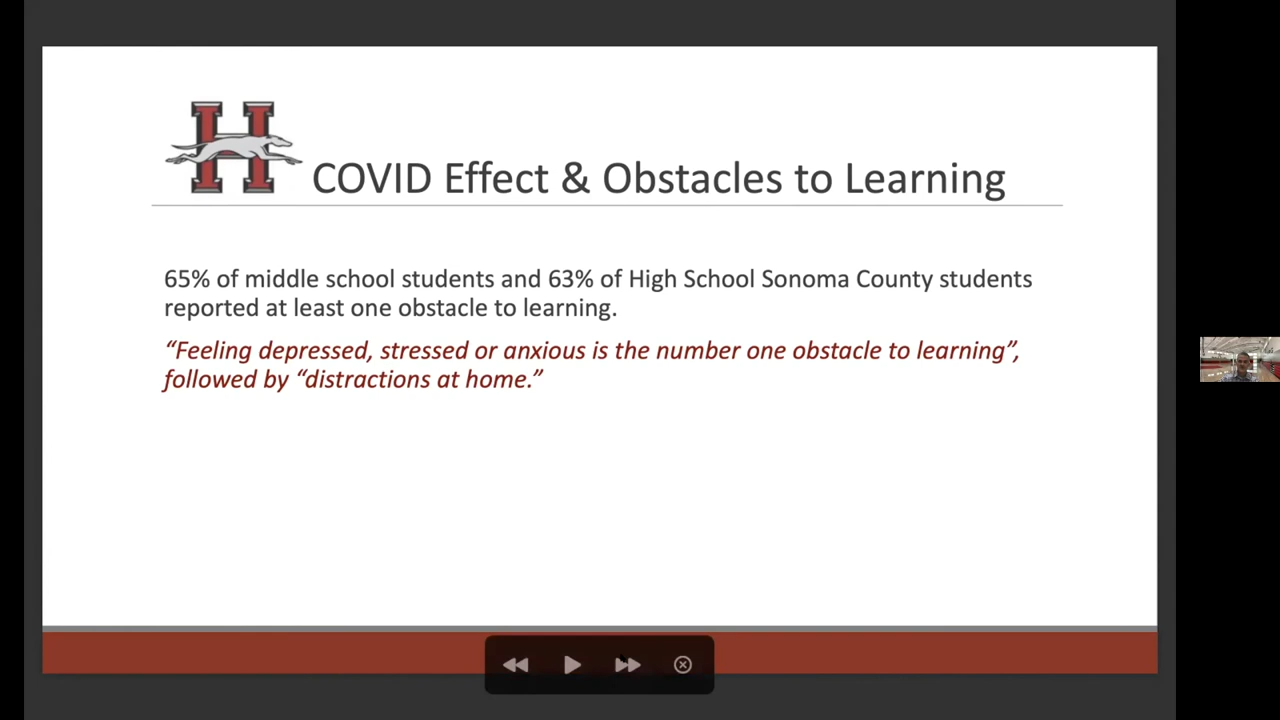 H
COVID Effect & Obstacles to Learning
65% of middle school students and 63% of High School Sonoma County students
reported at least one obstacle to learning.
“Feeling depressed, stressed or anxious is the number one obstacle to learning”,
followed by “distractions at home.”